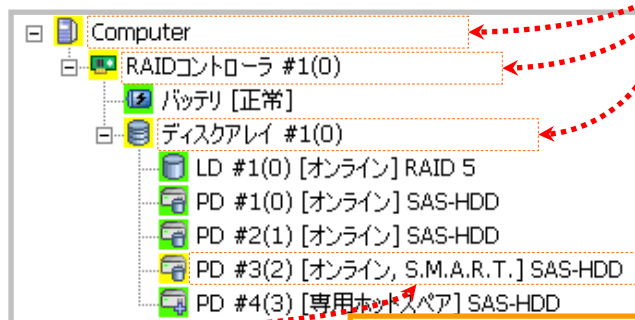 Computer
RAIDコントローラ #1(0)
バッテリ [正常]
ディスクアレイ #1(0)
LD #1(0) [オンライン] RAID 5
PD #1(0) [オンライン] SAS-HDD
PD #2(1) [オンライン] SAS-HDD
PD #3(2) [オンライン, S.M.A.R.T.] SAS-HDD
PD #4(3) [専用ホットスペア] SAS-HDD